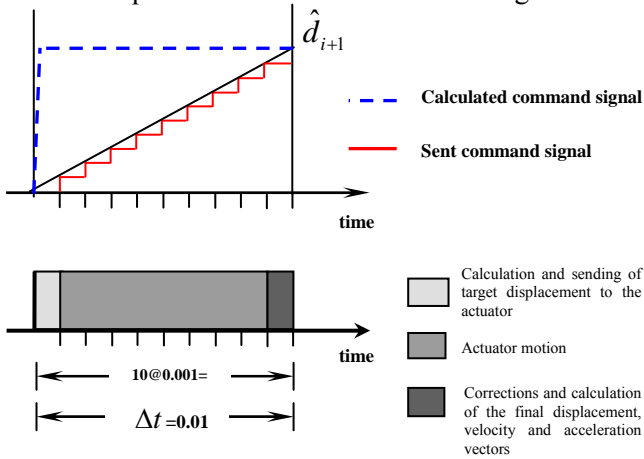 d̂ᵢ₊₁
Calculated command signal
Sent command signal
time
Calculation and sending of
target displacement to the
actuator
time
Actuator motion
10@0.001=
Δt =0.01
Corrections and calculation
of the final displacement,
velocity and acceleration
vectors